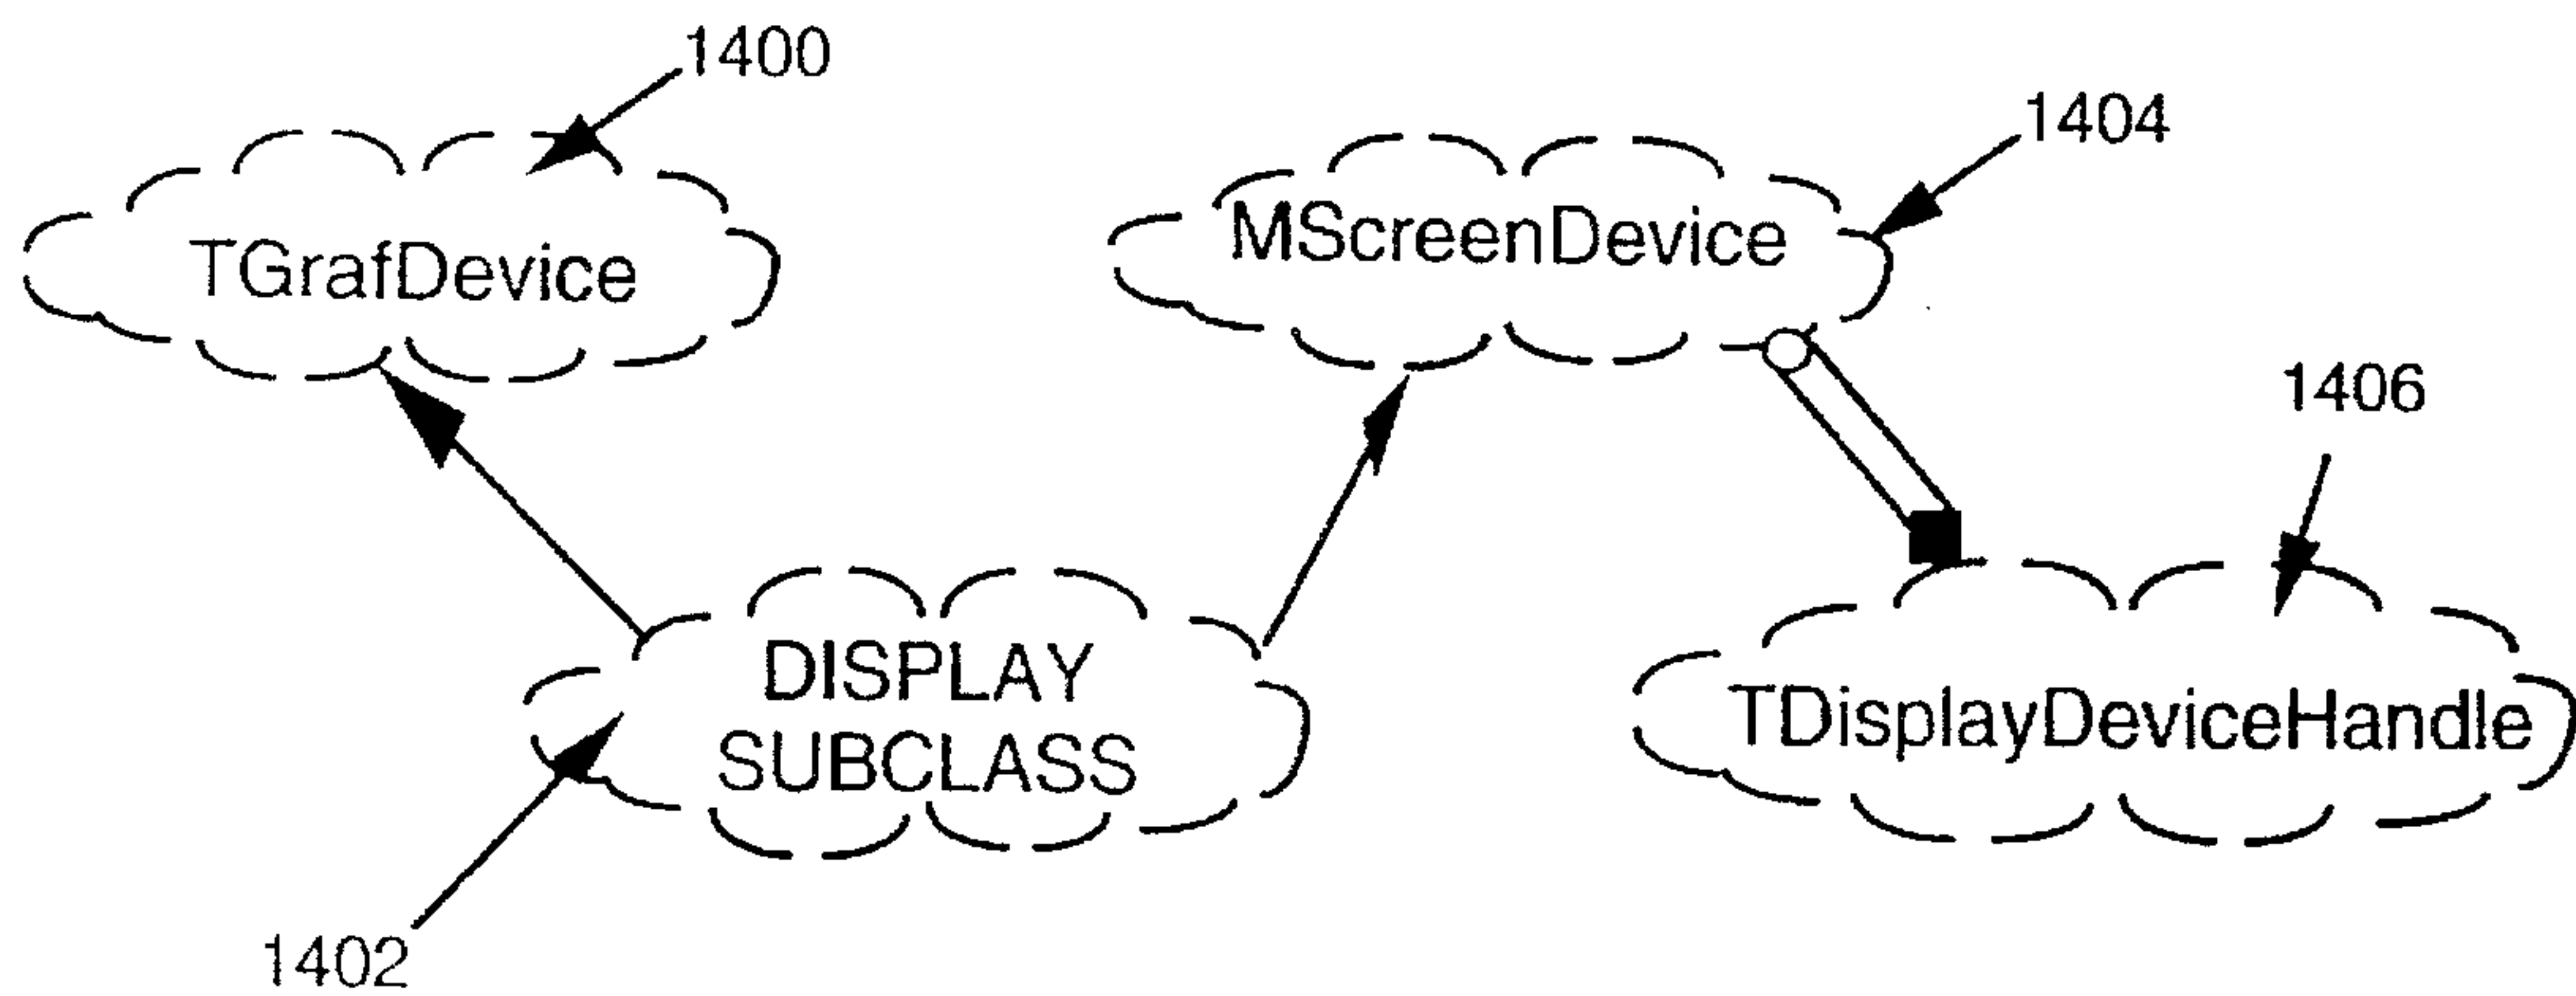 1400
1404
TGrafDevice
MScreenDevice
1406
DISPLAY
SUBCLASS
TDisplayDeviceHandle
1402